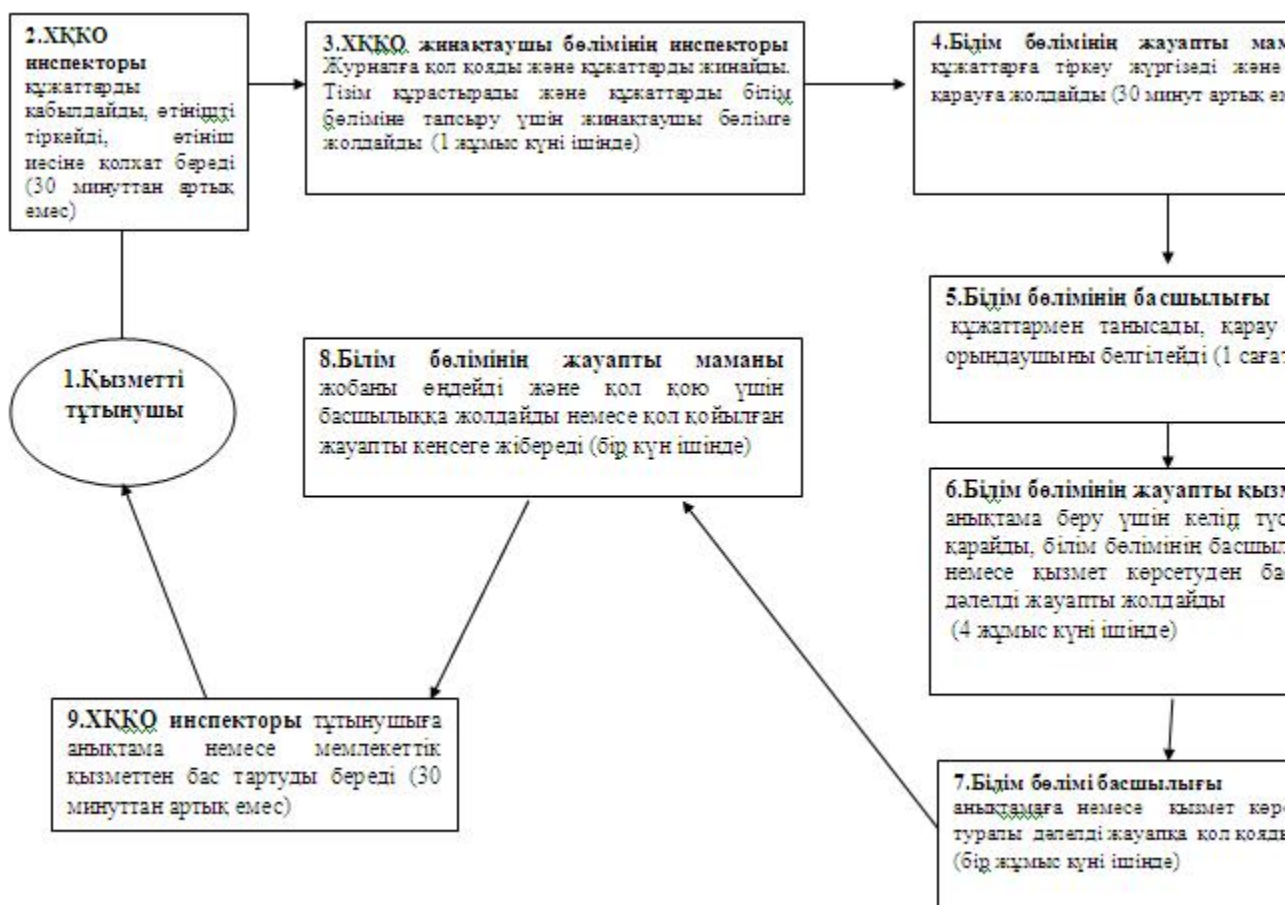 2.ХҚКО
инспекторы
құжаттарды
қабылдайды, өтінішті
тіркейді, өтініш
иесіне қолхат береді
(30 минуттан артық
емес)
3.ХҚКО жинақтаушы бөлімінің инспекторы
Журналға қол қояды және құжаттарды жинайды.
Тізім құрастырады және құжаттарды білім
бөліміне тапсыру үшін жинақтаушы бөлімге
жолдайды (1 жұмыс күні ішінде)
4.Білім бөлімінің жауапты
құжаттарға тіркеу жүргізеді және
қарауға жолдайды (30 минут артық
5.Білім бөлімінің басшылығы
құжаттармен танысады, қарау
орындаушыны белгілейді (1
1.Қызметті
тұтынушы
8.Білім бөлімінің жауапты маманы
жобаны өңдейді және қол қою үшін
басшылыққа жолдайды немесе қол қойылған
жауапты кеңсеге жібереді (бір күн ішінде)
6.Білім бөлімінің жауапты
анықтама беру үшін келіп
қарайды, білім бөлімінің
немесе қызмет көрсетуден
дәлелді жауапты жолдайды
(4 жұмыс күні ішінде)
9.ХҚКО инспекторы тұтынушыға
анықтама немесе мемлекеттік
қызметтен бас тартуды береді (30
минуттан артық емес)
7.Білім бөлімі басшылығы
анықтамаға немесе қызмет
туралы дәлелді жауапқа қол
(бір жұмыс күні ішінде)